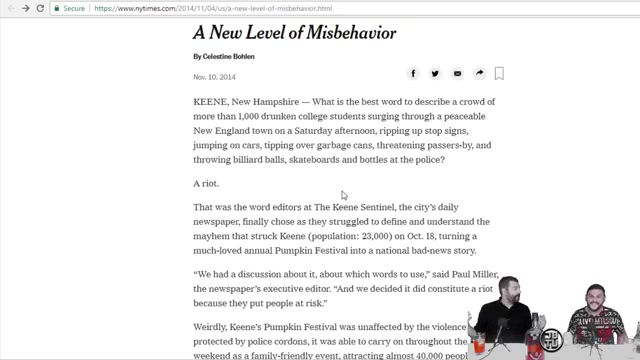 Secure
https://www.nytimes.com/2014/11/04/us/a-new-level-of-misbehavior.html
A New Level of Misbehavior
By Celestine Bohlen
Nov. 10, 2014
KEENE, New Hampshire — What is the best word to describe a crowd of
more than 1,000 drunken college students surging through a peaceable
New England town on a Saturday afternoon, ripping up stop signs,
jumping on cars, tipping over garbage cans, threatening passers-by, and
throwing billiard balls, skateboards and bottles at the police?
A riot.
That was the word editors at The Keene Sentinel, the city's daily
newspaper, finally chose as they struggled to define and understand the
mayhem that struck Keene (population: 23,000) on Oct. 18, turning a
much-loved annual Pumpkin Festival into a national bad-news story.
“We had a discussion about it, about which words to use,” said Paul Miller,
the newspaper's executive editor. “And we decided it did constitute a riot
because they put people at risk.”
Weirdly, Keene's Pumpkin Festival was unaffected by the violence
protected by police cordons, it was able to carry on throughout the
weekend as a family-friendly event, attracting almost 40,000